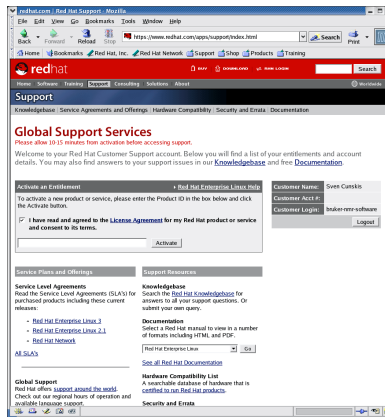 redhat.com | Red Hat Support - Mozilla
File Edit View Go Bookmarks Tools Window Help
Back Forward Reload Stop https://www.redhat.com/apps/support/index.html Search Print
Home Bookmarks Red Hat, Inc. Red Hat Network Support Shop Products Training
redhat BUY DOWNLOAD RHN LOGIN Search
Home Software Training Support Consulting Solutions About Worldwide
Support
Knowledgebase | Service Agreements and Offerings | Hardware Compatibility | Security and Errata | Documentation
Global Support Services
Please allow 10-15 minutes from activation before accessing support.
Welcome to your Red Hat Customer Support account. Below you will find a list of your entitlements and account
details. You may also find answers to your support issues in our Knowledgebase and free Documentation.
Activate an Entitlement Red Hat Enterprise Linux Help
To activate a new product or service, please enter the Product ID in the box below and click
the Activate button.
I have read and agreed to the License Agreement for my Red Hat product or service
and consent to its terms.
Activate
Customer Name: Sven Cunskis
Customer Acct #:
Customer Login: bruker-nmr-software
Logout
Service Plans and Offerings
Service Level Agreements
Read the Service Level Agreements (SLA's) for
purchased products including these current
releases:
Red Hat Enterprise Linux 3
Red Hat Enterprise Linux 2.1
Red Hat Network
All SLA's
Global Support
Red Hat offers support around the world.
Check out our regional hours of operation and
available language support.
Support Resources
Knowledgebase
Search the Red Hat Knowledgebase for
answers to all your support questions. Or
submit your own query.
Documentation
Select a Red Hat manual to view in a number
of formats including HTML and PDF.
Red Hat Enterprise Linux Go
See all Red Hat Documentation
Hardware Compatibility List
A searchable database of hardware that is
certified to run Red Hat products.
Security and Errata